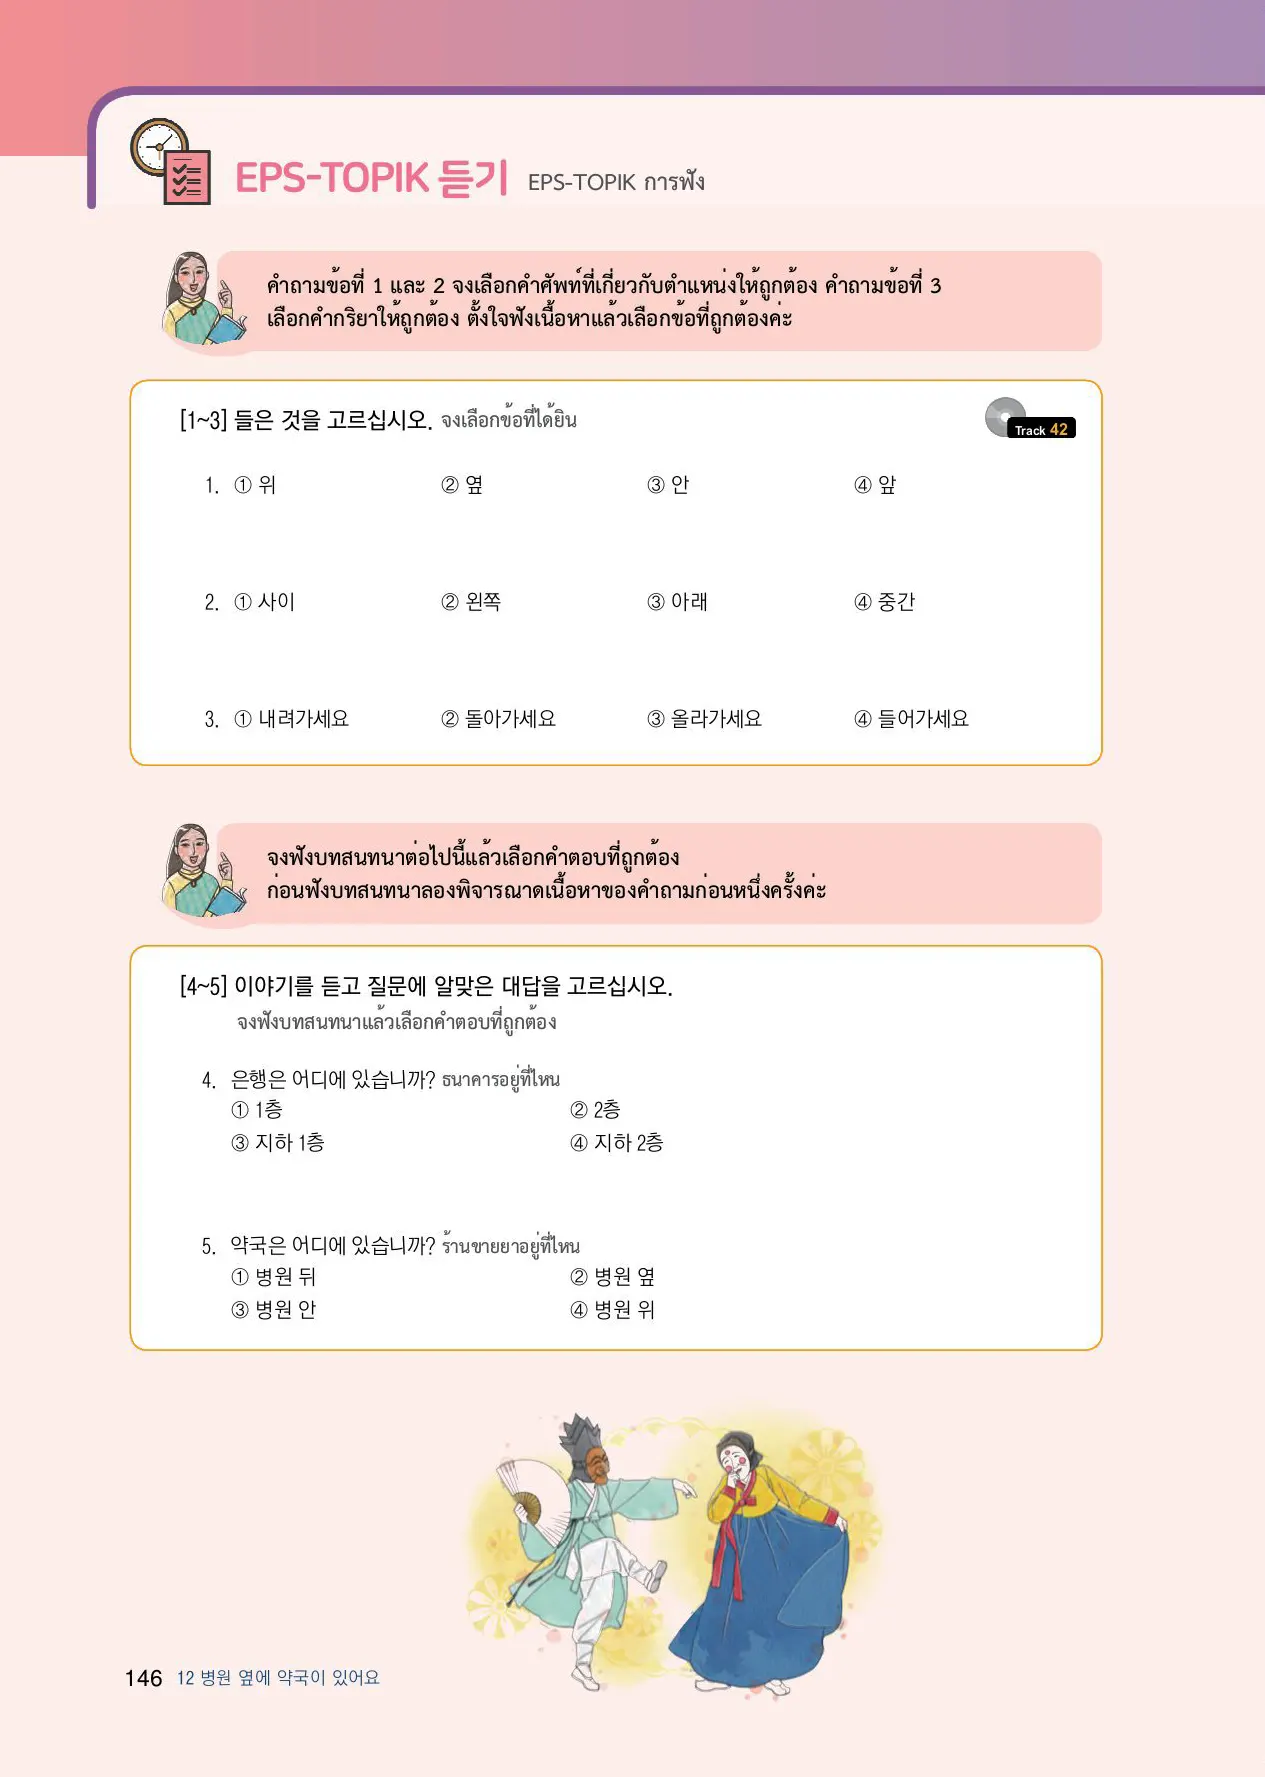 EPS-TOPIK 듣기 EPS-TOPIK การฟัง
คำถามข้อที่ 1 และ 2 จงเลือกคำศัพท์ที่เกี่ยวกับตำแหน่งให้ถูกต้อง คำถามข้อที่ 3
เลือกคำกริยาให้ถูกต้อง ตั้งใจฟังเนื้อหาแล้วเลือกข้อที่ถูกต้องค่ะ
[1~3] 들은 것을 고르십시오. จงเลือกข้อที่ได้ยิน
Track 42
1. ① 위 ② 옆 ③ 안 ④ 앞
2. ① 사이 ② 왼쪽 ③ 아래 ④ 중간
3. ① 내려가세요 ② 돌아가세요 ③ 올라가세요 ④ 들어가세요
จงฟังบทสนทนาต่อไปนี้แล้วเลือกคำตอบที่ถูกต้อง
ก่อนฟังบทสนทนาลองพิจารณาดเนื้อหาของคำถามก่อนหนึ่งครั้งค่ะ
[4~5] 이야기를 듣고 질문에 알맞은 대답을 고르십시오.
จงฟังบทสนทนาแล้วเลือกคำตอบที่ถูกต้อง
4. 은행은 어디에 있습니까? ธนาคารอยู่ที่ไหน
① 1층 ② 2층
③ 지하 1층 ④ 지하 2층
5. 약국은 어디에 있습니까? ร้านขายยาอยู่ที่ไหน
① 병원 뒤 ② 병원 옆
③ 병원 안 ④ 병원 위
146 12 병원 옆에 약국이 있어요